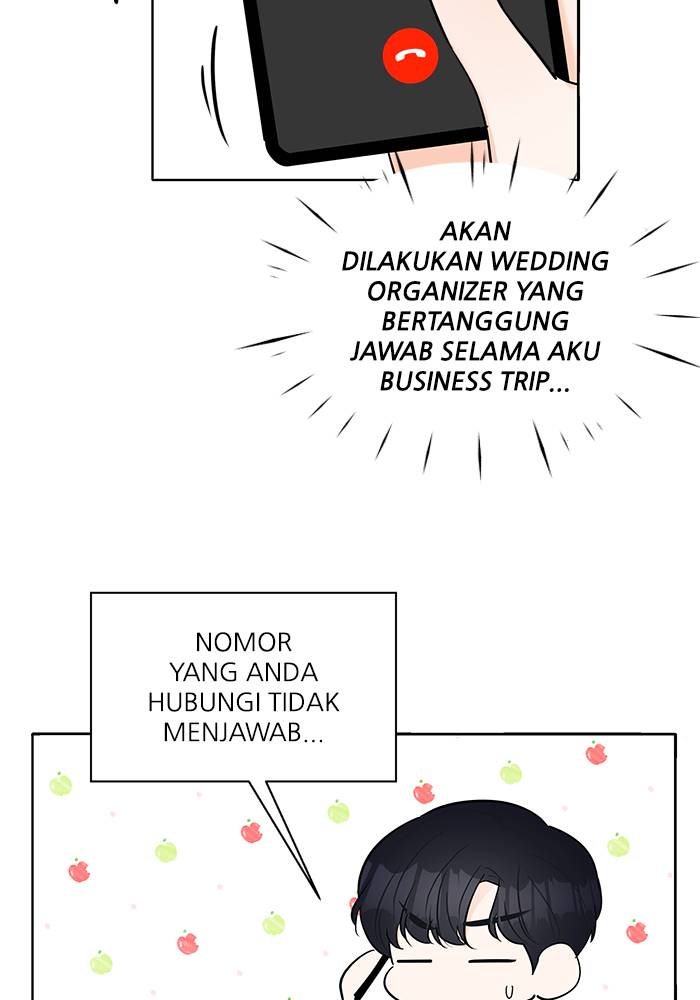 AKAN
DILAKUKAN WEDDING
ORGANIZER YANG
BERTANGGUNG
JAWAB SELAMA AKU
BUSINESS TRIP...
NOMOR
YANG ANDA
HUBUNGI TIDAK
MENJAWAB...